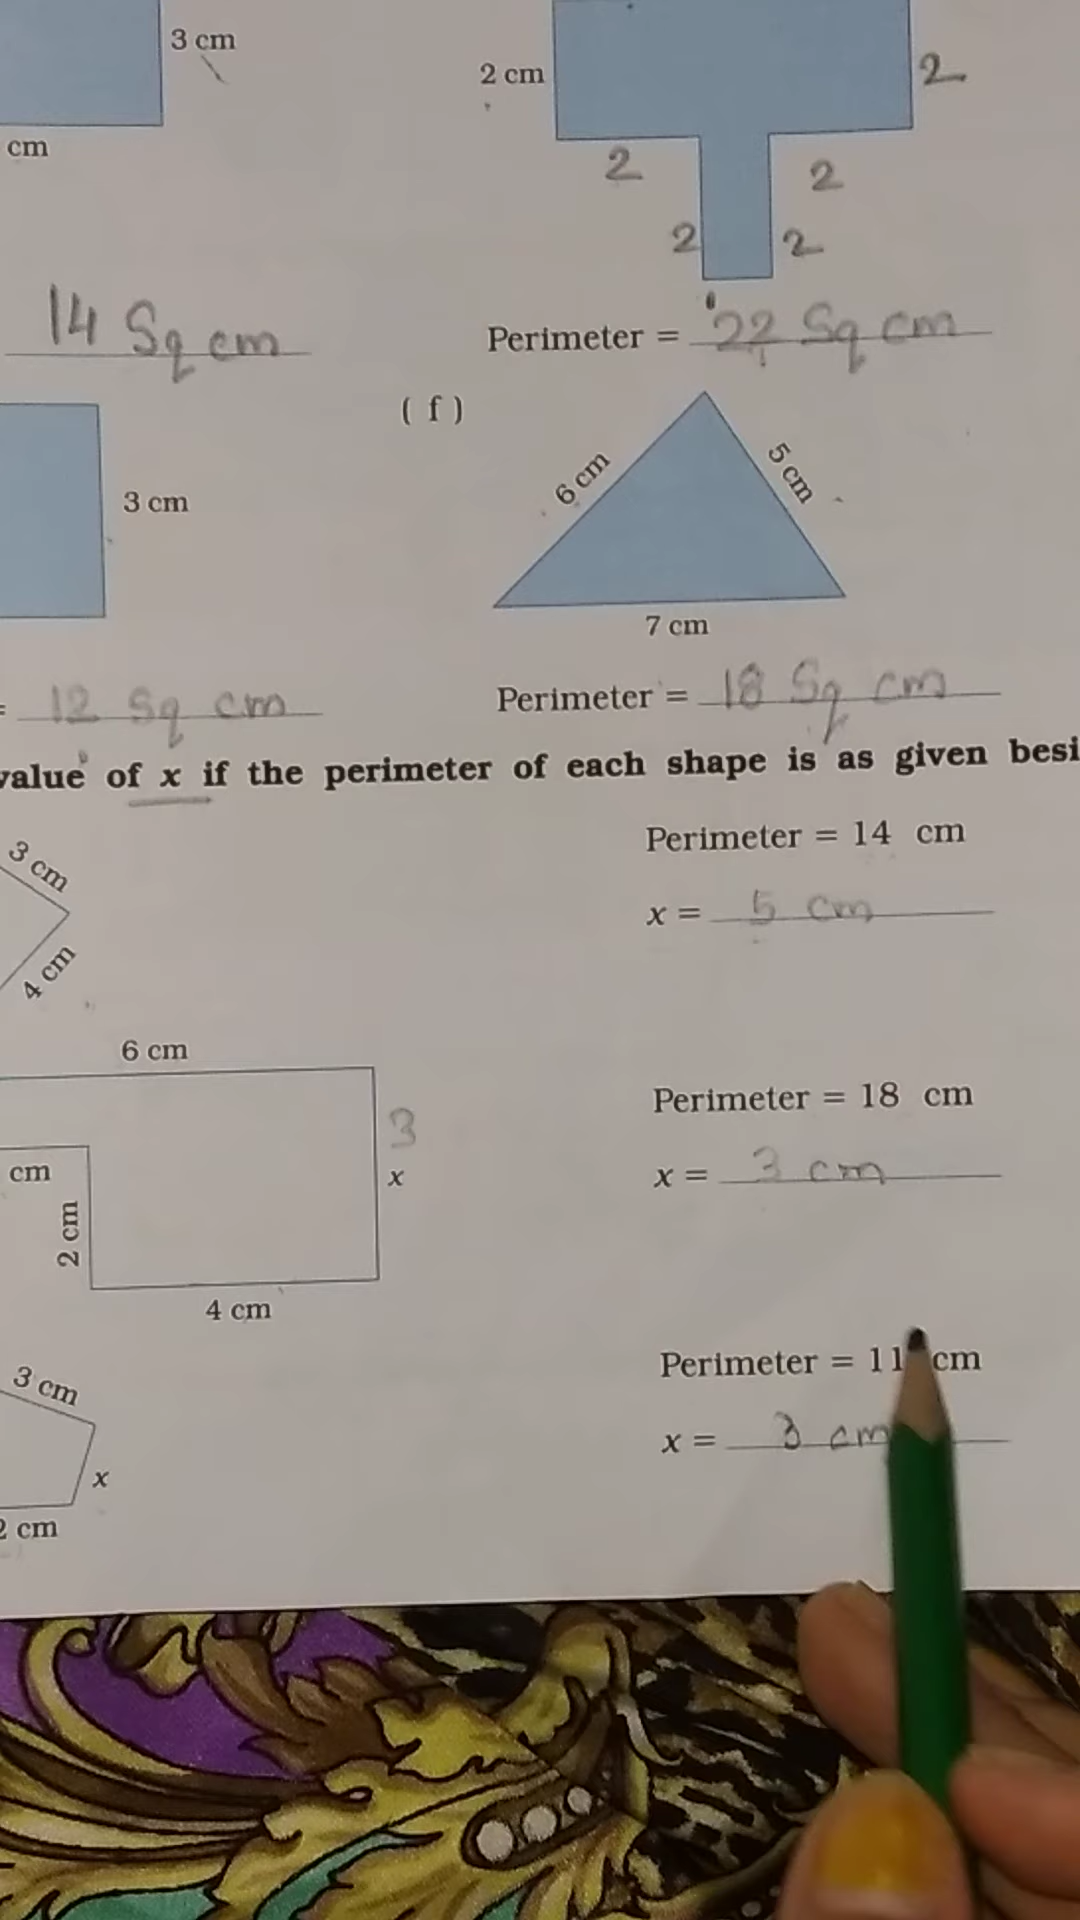 3 cm
2 cm
2
cm
2
2
2
2
14 Sq cm
Perimeter = 22 Sq cm
( f )
6 cm
5 cm
3 cm
7 cm
= 12 Sq cm
Perimeter = 18 Sq cm
value of x if the perimeter of each shape is as given besi
3 cm
Perimeter = 14 cm
x = 5 cm
4 cm
6 cm
3
Perimeter = 18 cm
cm
x
x = 3 cm
2 cm
4 cm
3 cm
Perimeter = 11 cm
x = 3 cm
x
2 cm